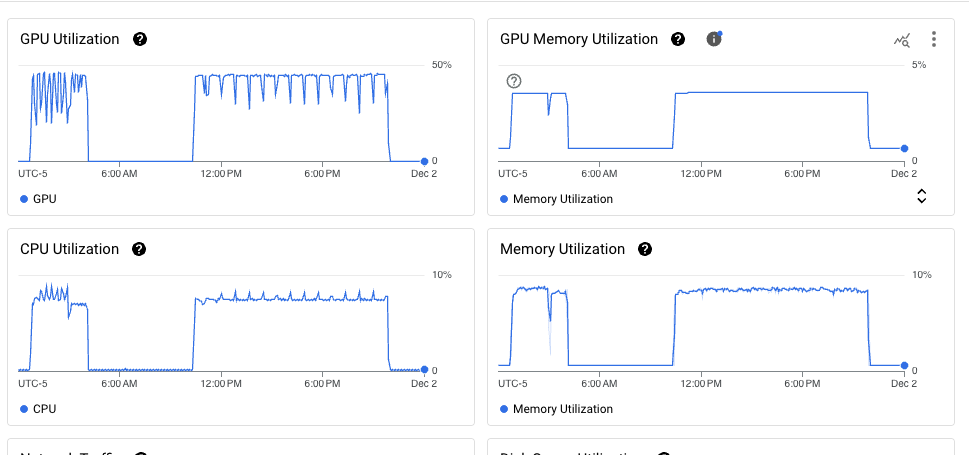 GPU Utilization
50%
0
UTC-5 6:00 AM 12:00 PM 6:00 PM Dec 2
GPU
GPU Memory Utilization
5%
0
UTC-5 6:00 AM 12:00 PM 6:00 PM Dec 2
Memory Utilization
CPU Utilization
10%
0
UTC-5 6:00 AM 12:00 PM 6:00 PM Dec 2
CPU
Memory Utilization
10%
0
UTC-5 6:00 AM 12:00 PM 6:00 PM Dec 2
Memory Utilization